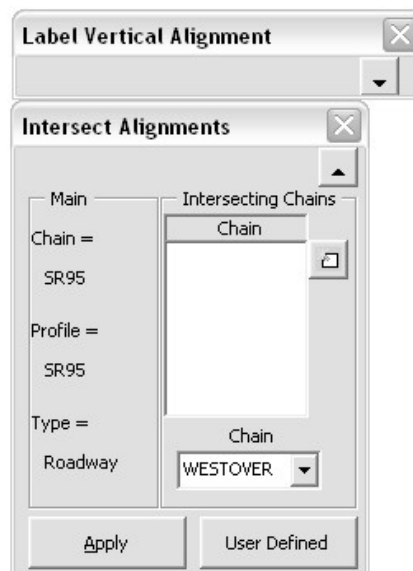 Label Vertical Alignment
Intersect Alignments
Main
Chain =
SR95
Profile =
SR95
Type =
Roadway
Intersecting Chains
Chain
Chain
WESTOVER
Apply
User Defined